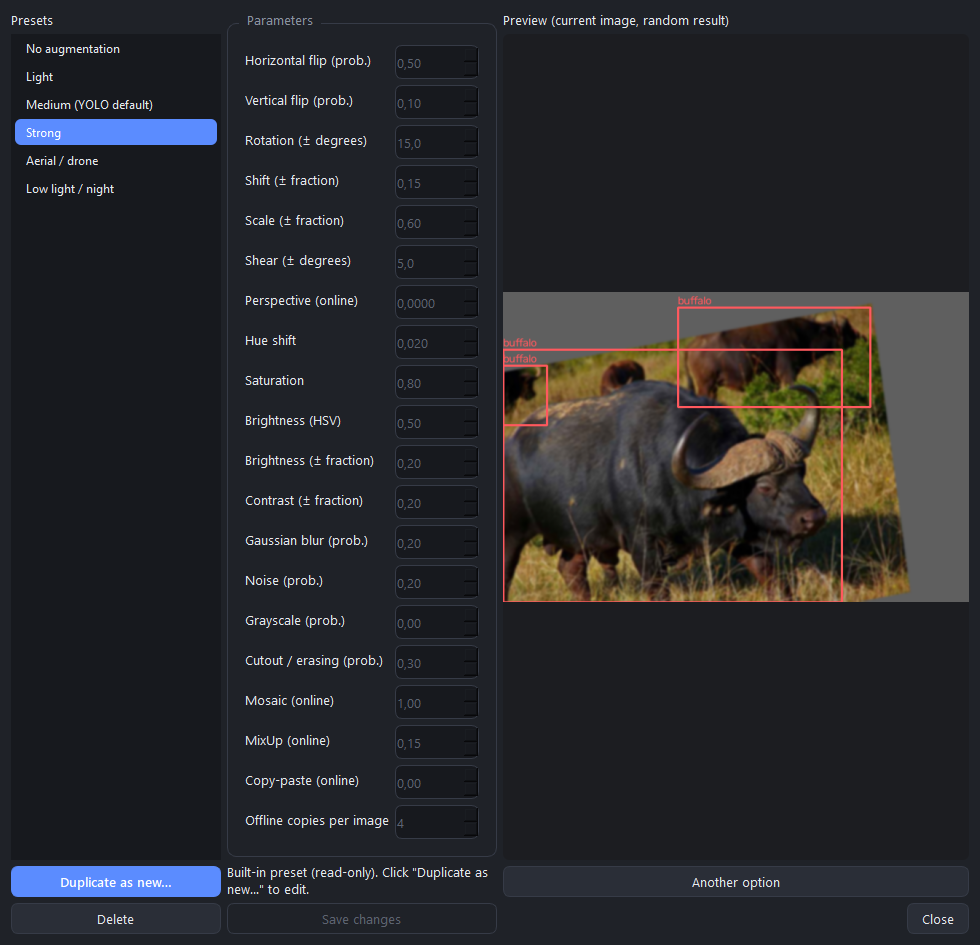 Presets
No augmentation
Light
Medium (YOLO default)
Strong
Aerial / drone
Low light / night
Duplicate as new...
Delete
Parameters
Horizontal flip (prob.) 0,50
Vertical flip (prob.) 0,10
Rotation (± degrees) 15,0
Shift (± fraction) 0,15
Scale (± fraction) 0,60
Shear (± degrees) 5,0
Perspective (online) 0,0000
Hue shift 0,020
Saturation 0,80
Brightness (HSV) 0,50
Brightness (± fraction) 0,20
Contrast (± fraction) 0,20
Gaussian blur (prob.) 0,20
Noise (prob.) 0,20
Grayscale (prob.) 0,00
Cutout / erasing (prob.) 0,30
Mosaic (online) 1,00
MixUp (online) 0,15
Copy-paste (online) 0,00
Offline copies per image 4
Built-in preset (read-only). Click "Duplicate as
new..." to edit.
Save changes
Preview (current image, random result)
buffalo
buffalo
buffalo
Another option
Close